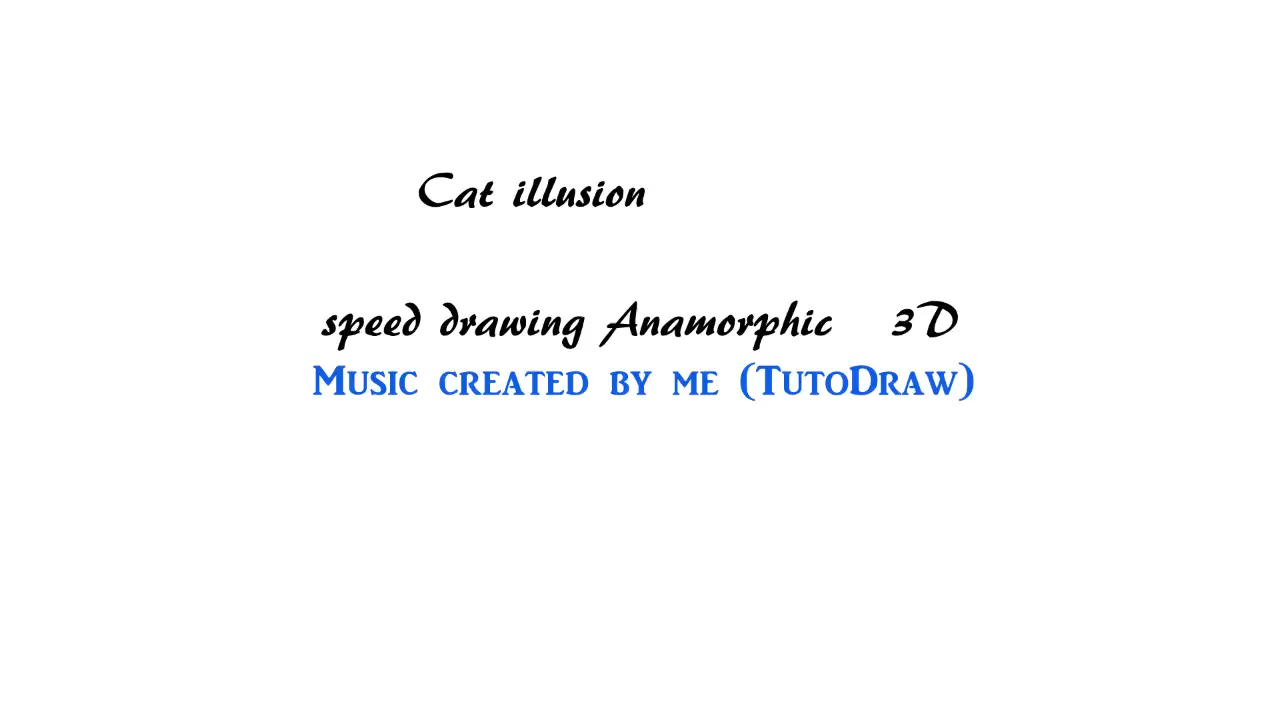 Cat illusion
speed drawing Anamorphic 3D
Music created by me (TutoDraw)